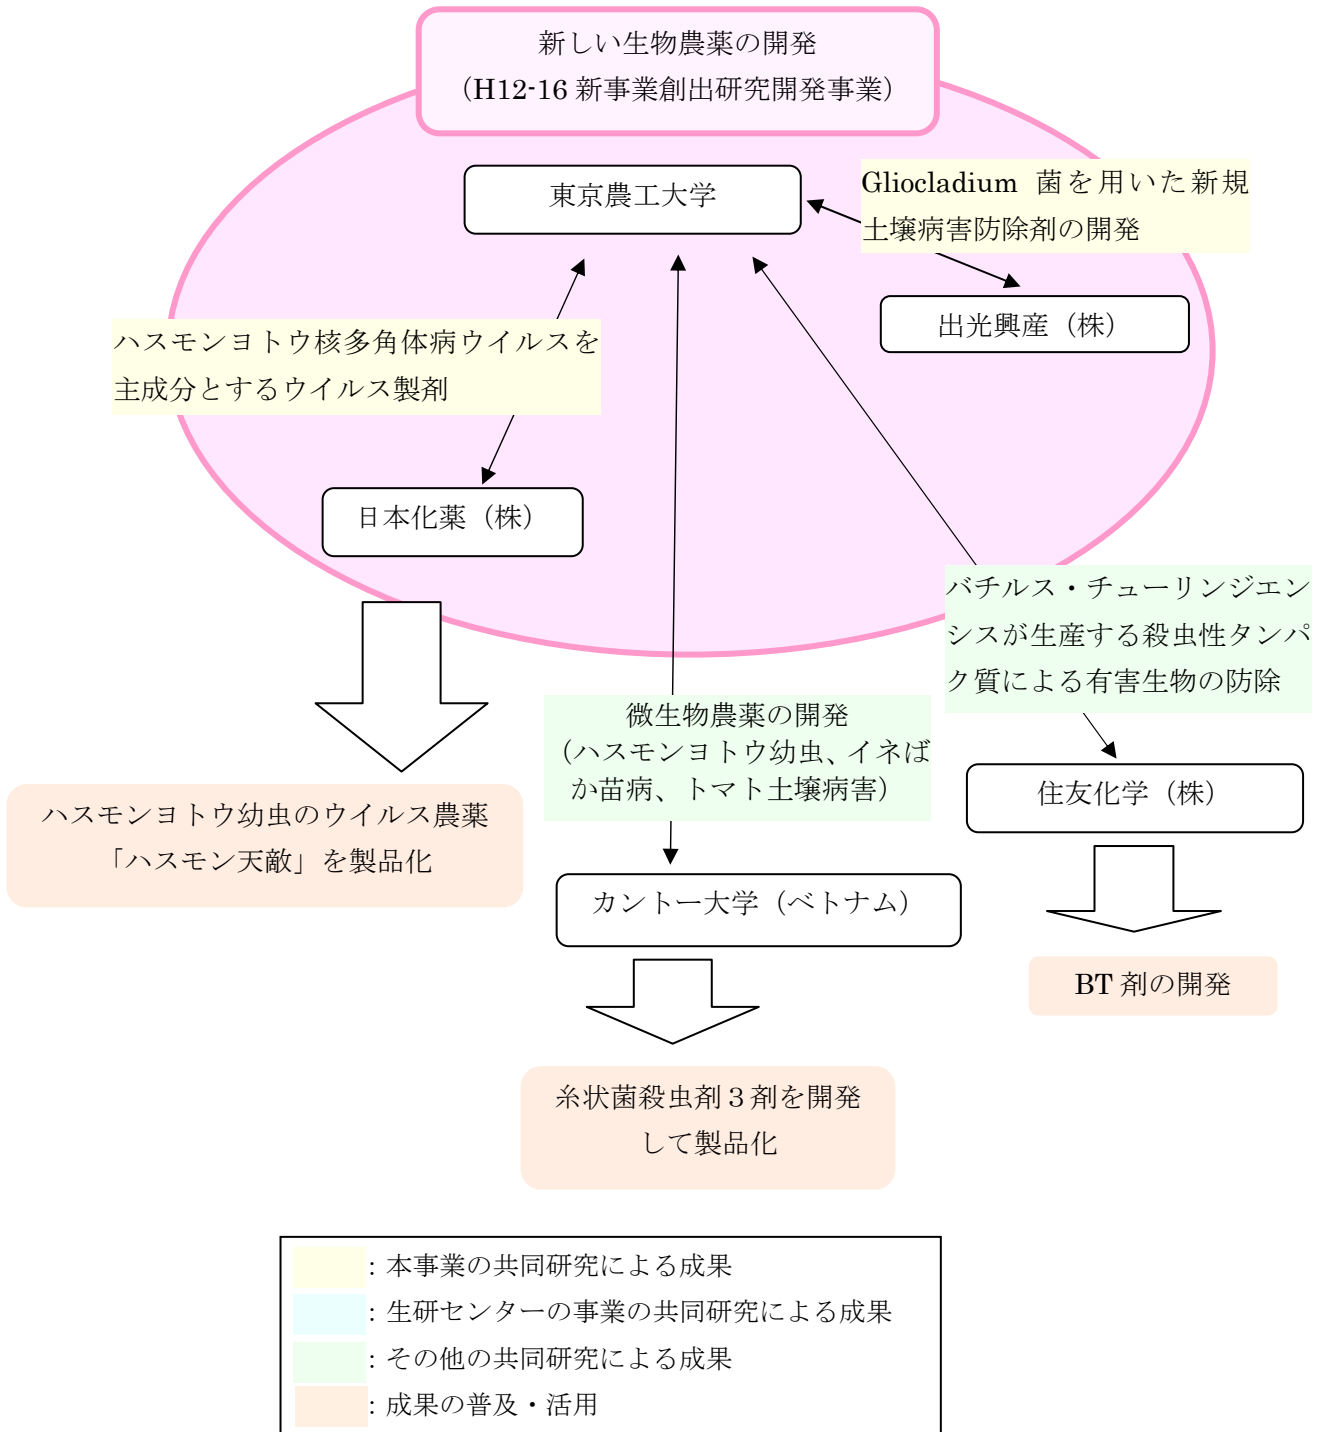 新しい生物農薬の開発
（H12-16 新事業創出研究開発事業）
東京農工大学
Gliocladium 菌を用いた新規
土壌病害防除剤の開発
出光興産（株）
ハスモンヨトウ核多角体病ウイルスを
主成分とするウイルス製剤
日本化薬（株）
バチルス・チューリンジエン
シスが生産する殺虫性タンパ
ク質による有害生物の防除
微生物農薬の開発
（ハスモンヨトウ幼虫、イネば
か苗病、トマト土壌病害）
住友化学（株）
ハスモンヨトウ幼虫のウイルス農薬
「ハスモン天敵」を製品化
カントー大学（ベトナム）
BT 剤の開発
糸状菌殺虫剤３剤を開発
して製品化
：本事業の共同研究による成果
：生研センターの事業の共同研究による成果
：その他の共同研究による成果
：成果の普及・活用